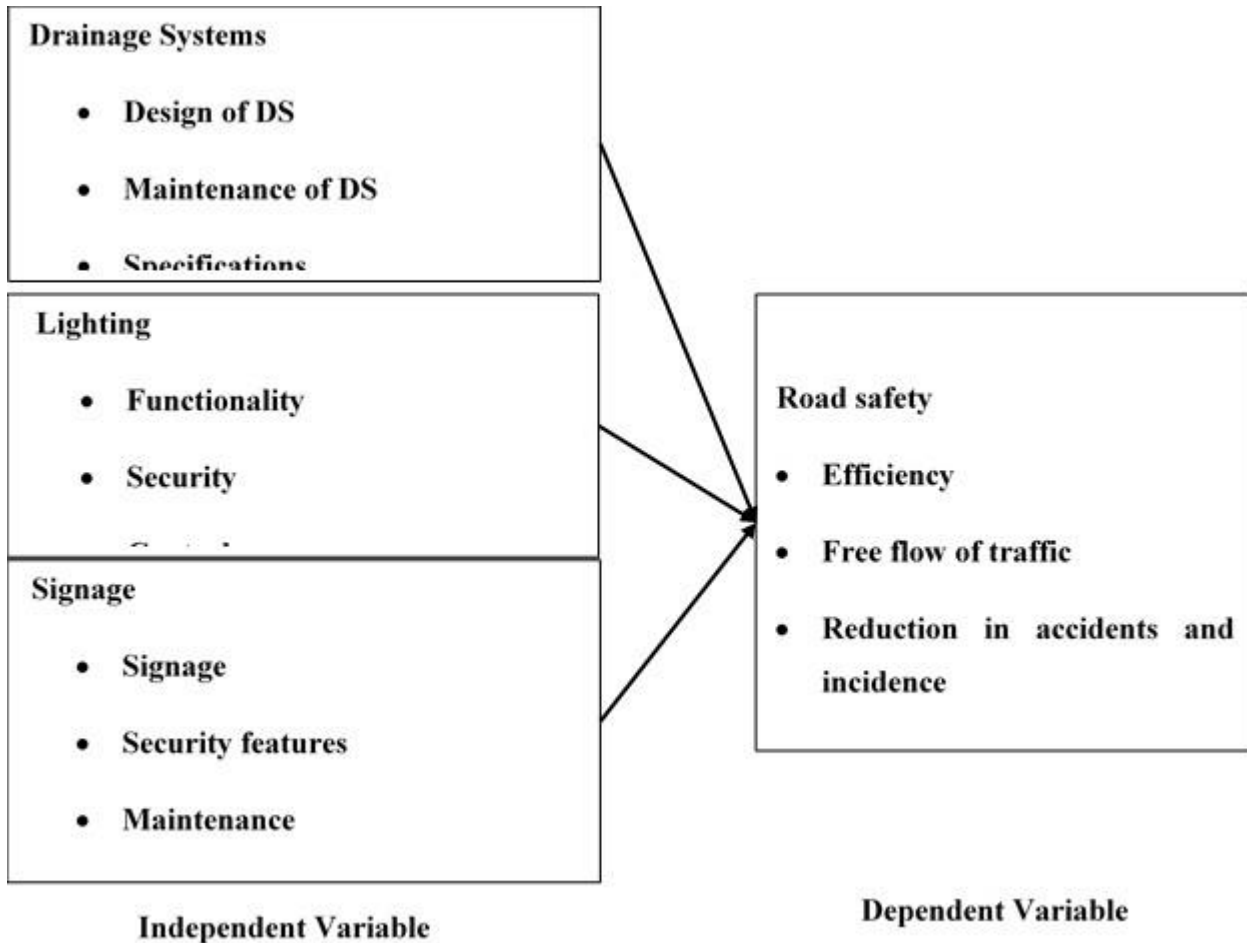 Drainage Systems
• Design of DS
• Maintenance of DS
• Specifications
Lighting
• Functionality
• Security
Signage
• Signage
• Security features
• Maintenance
Independent Variable
Road safety
• Efficiency
• Free flow of traffic
• Reduction in accidents and
incidence
Dependent Variable